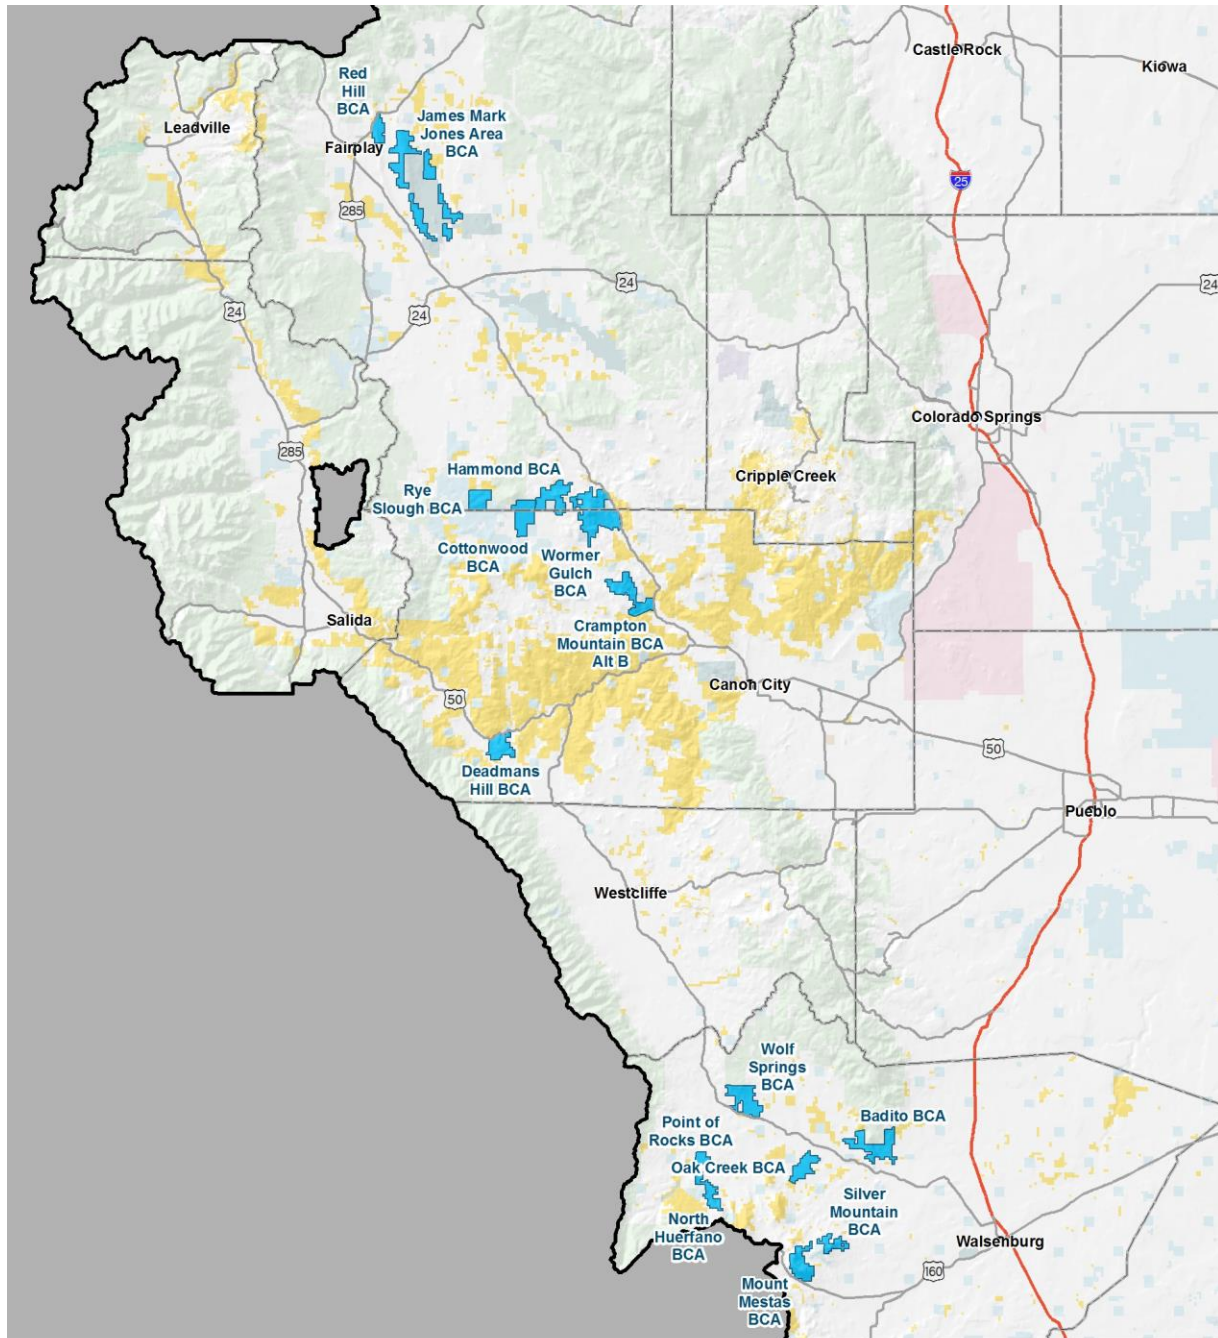 Castle Rock
Kiowa
Red
Hill
BCA
James Mark
Jones Area
BCA
Leadville
Fairplay
25
285
24
24
24
24
Colorado Springs
285
Hammond BCA
Cripple Creek
Rye
Slough BCA
Cottonwood
BCA
Wormer
Gulch
BCA
Salida
Crampton
Mountain BCA
Alt B
Canon City
50
50
Deadmans
Hill BCA
Pueblo
Westcliffe
Wolf
Springs
BCA
Badito BCA
Point of
Rocks BCA
Oak Creek BCA
Silver
Mountain
BCA
North
Huerfano
BCA
Walsenburg
160
Mount
Mestas
BCA